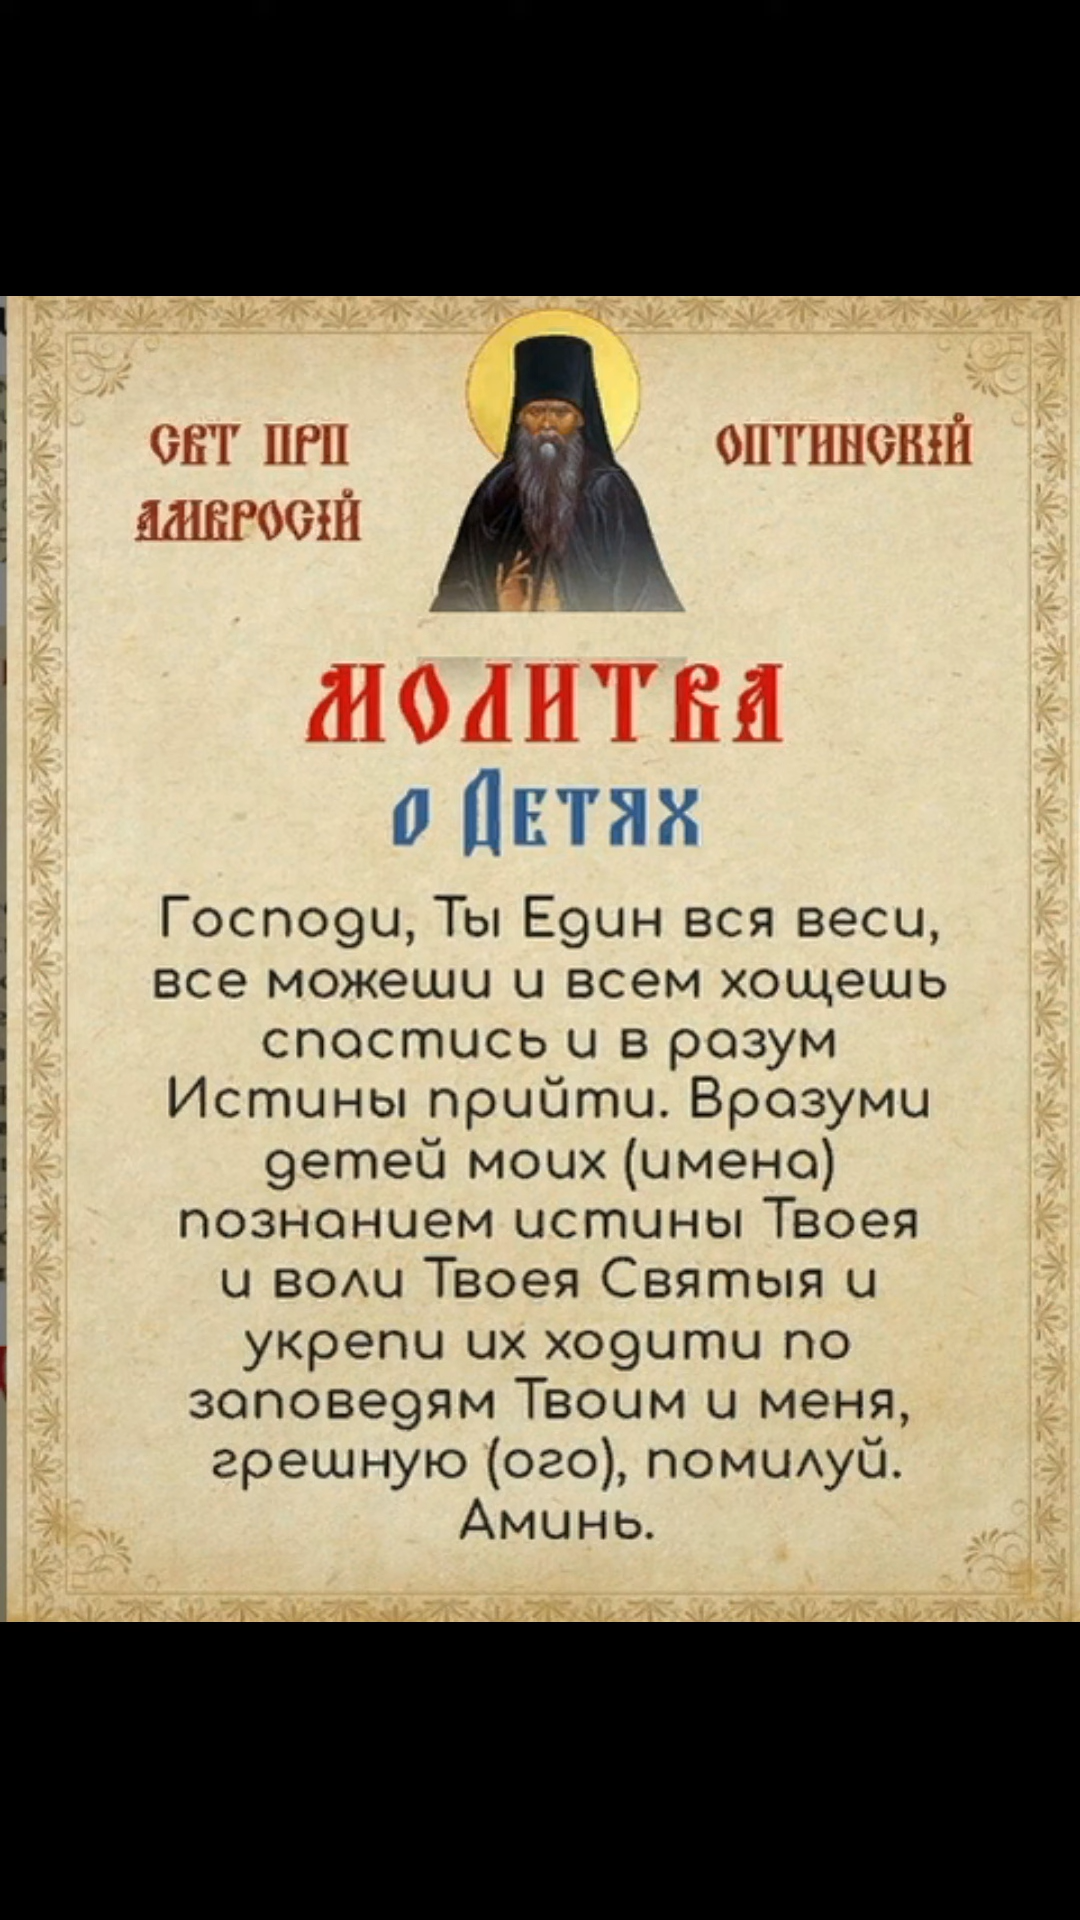 СВТ ПРП
АМВРОСІЙ
ОПТИНСКІЙ
МОЛИТВА
о Детях
Господи, Ты Един вся веси,
все можеши и всем хощешь
спастись и в разум
Истины прийти. Вразуми
детей моих (имена)
познанием истины Твоея
и воли Твоея Святыя и
укрепи их ходити по
заповедям Твоим и меня,
грешную (ого), помилуй.
Аминь.